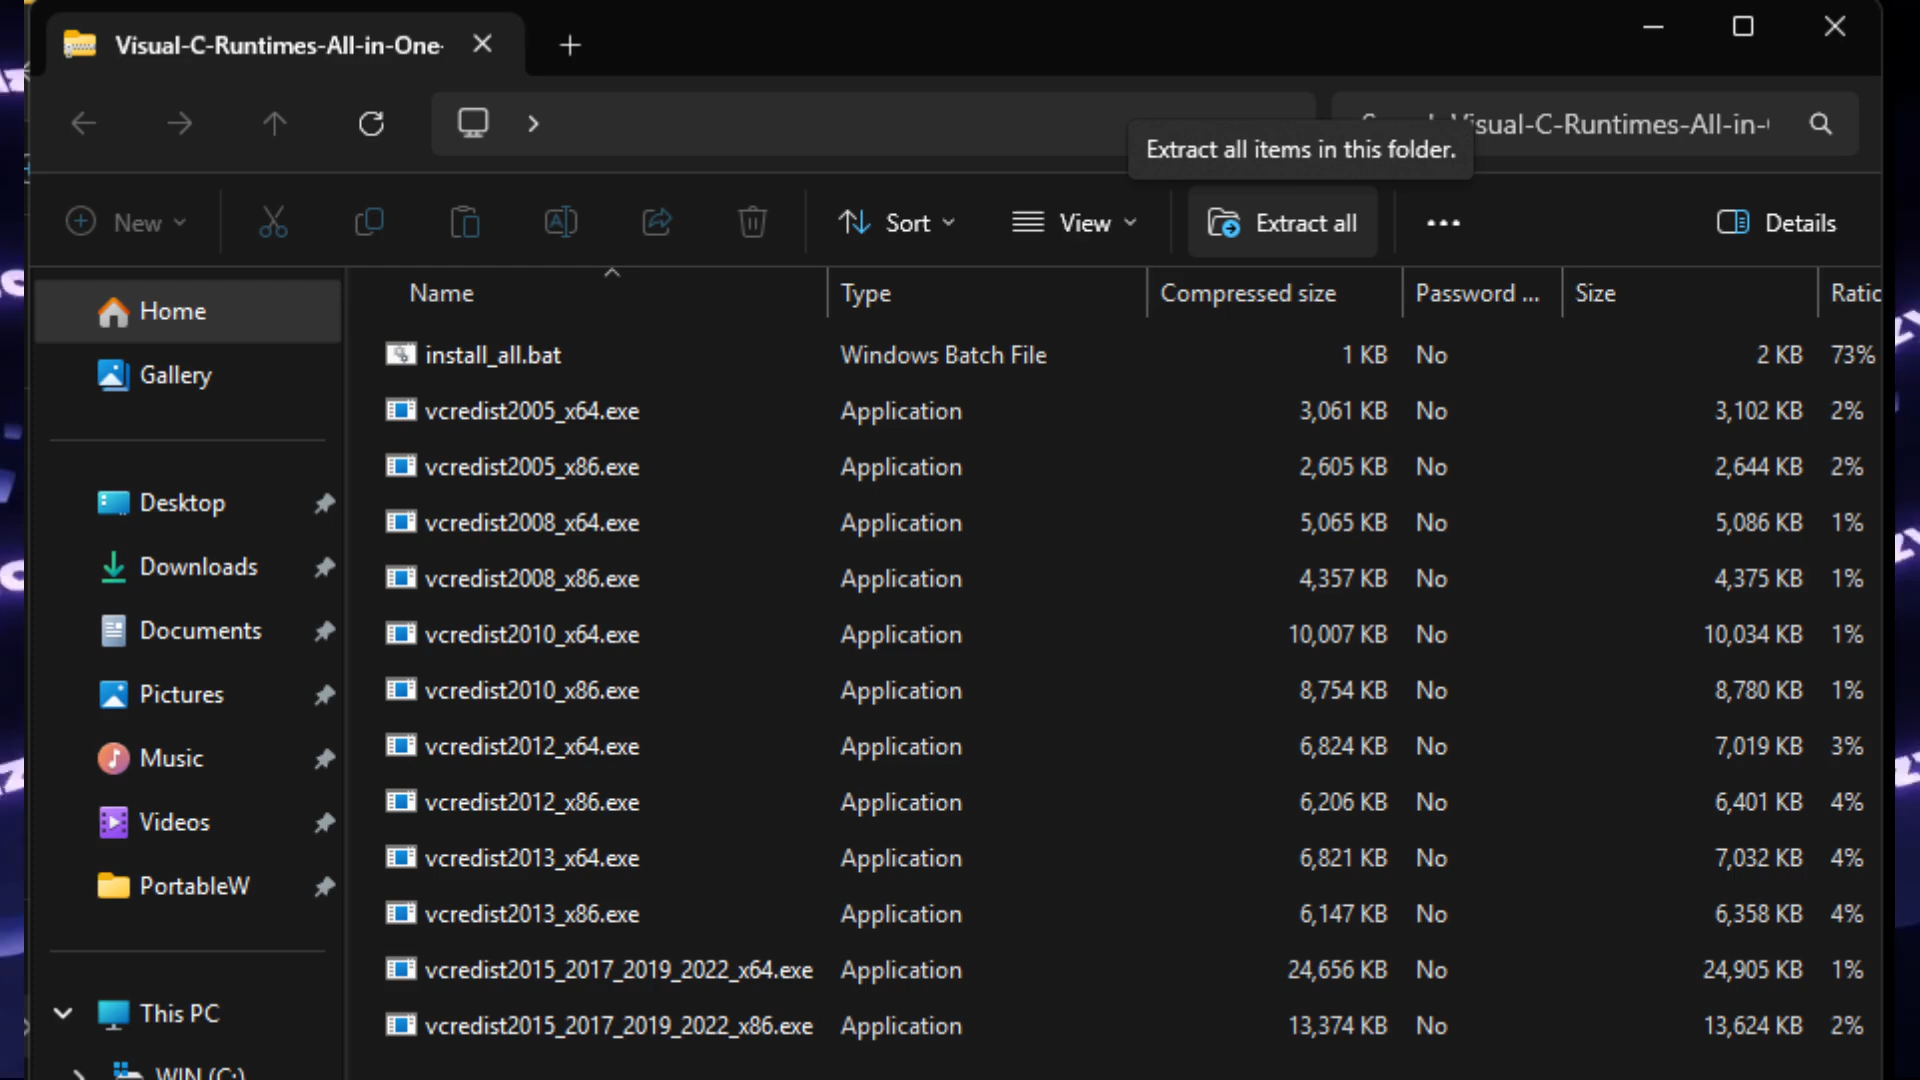 Visual-C-Runtimes-All-in-One-
Visual-C-Runtimes-All-in-
Extract all items in this folder.
New
Sort
View
Extract all
Details
Home
Gallery
Desktop
Downloads
Documents
Pictures
Music
Videos
PortableW
This PC
WIN (C:)
Name Type Compressed size Password ... Size Ratio
install_all.bat Windows Batch File 1 KB No 2 KB 73%
vcredist2005_x64.exe Application 3,061 KB No 3,102 KB 2%
vcredist2005_x86.exe Application 2,605 KB No 2,644 KB 2%
vcredist2008_x64.exe Application 5,065 KB No 5,086 KB 1%
vcredist2008_x86.exe Application 4,357 KB No 4,375 KB 1%
vcredist2010_x64.exe Application 10,007 KB No 10,034 KB 1%
vcredist2010_x86.exe Application 8,754 KB No 8,780 KB 1%
vcredist2012_x64.exe Application 6,824 KB No 7,019 KB 3%
vcredist2012_x86.exe Application 6,206 KB No 6,401 KB 4%
vcredist2013_x64.exe Application 6,821 KB No 7,032 KB 4%
vcredist2013_x86.exe Application 6,147 KB No 6,358 KB 4%
vcredist2015_2017_2019_2022_x64.exe Application 24,656 KB No 24,905 KB 1%
vcredist2015_2017_2019_2022_x86.exe Application 13,374 KB No 13,624 KB 2%